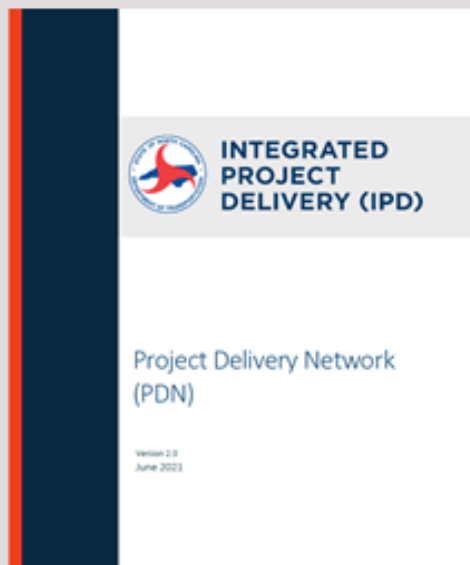 INTEGRATED
PROJECT
DELIVERY (IPD)
Project Delivery Network
(PDN)
Version 2.0
June 2021